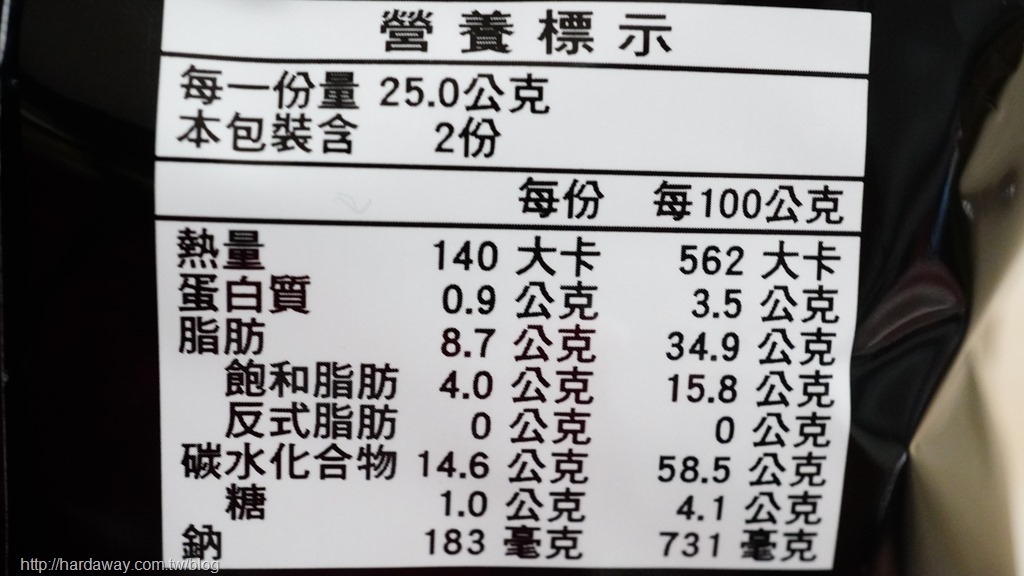 營養標示
每一份量 25.0公克
本包裝含 2份
每份 每100公克
熱量 140 大卡 562 大卡
蛋白質 0.9 公克 3.5 公克
脂肪 8.7 公克 34.9 公克
飽和脂肪 4.0 公克 15.8 公克
反式脂肪 0 公克 0 公克
碳水化合物 14.6 公克 58.5 公克
糖 1.0 公克 4.1 公克
鈉 183 毫克 731 毫克
http://hardaway.com.tw/blog